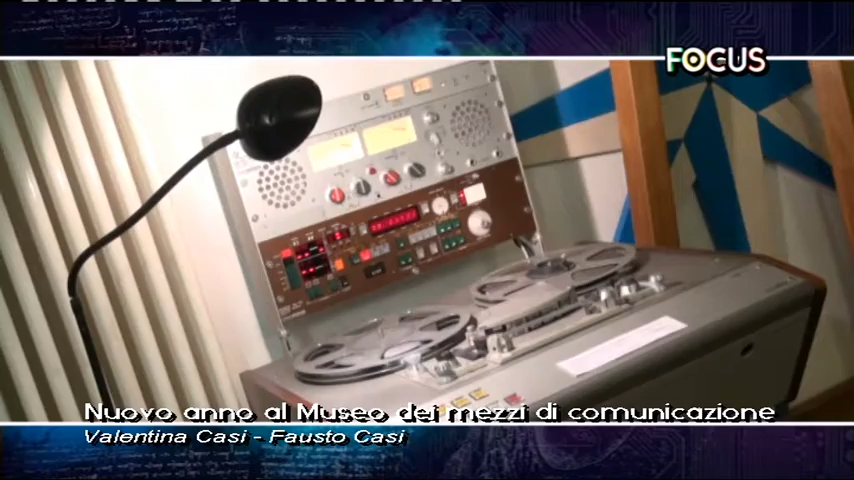 FOCUS
Nuovo anno al Museo dei mezzi di comunicazione
Valentina Casi - Fausto Casi